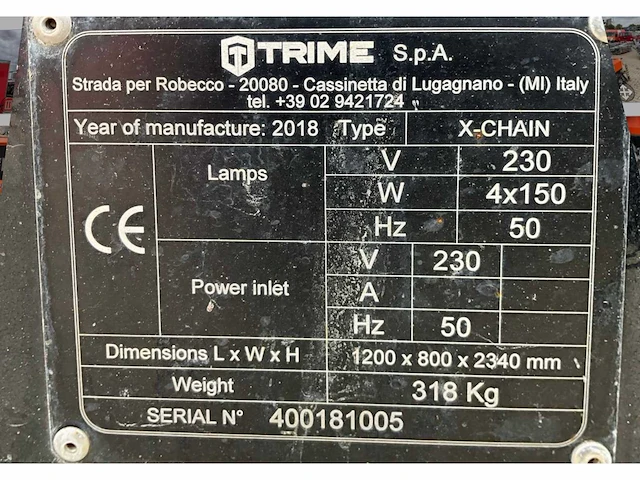 TRIME S.p.A.
Strada per Robecco - 20080 - Cassinetta di Lugagnano - (MI) Italy
tel. +39 02 9421724
Year of manufacture: 2018 Type X-CHAIN
CE
Lamps
V 230
W 4x150
Hz 50
Power inlet
V 230
A
Hz 50
Dimensions L x W x H 1200 x 800 x 2340 mm
Weight 318 Kg
SERIAL N° 400181005